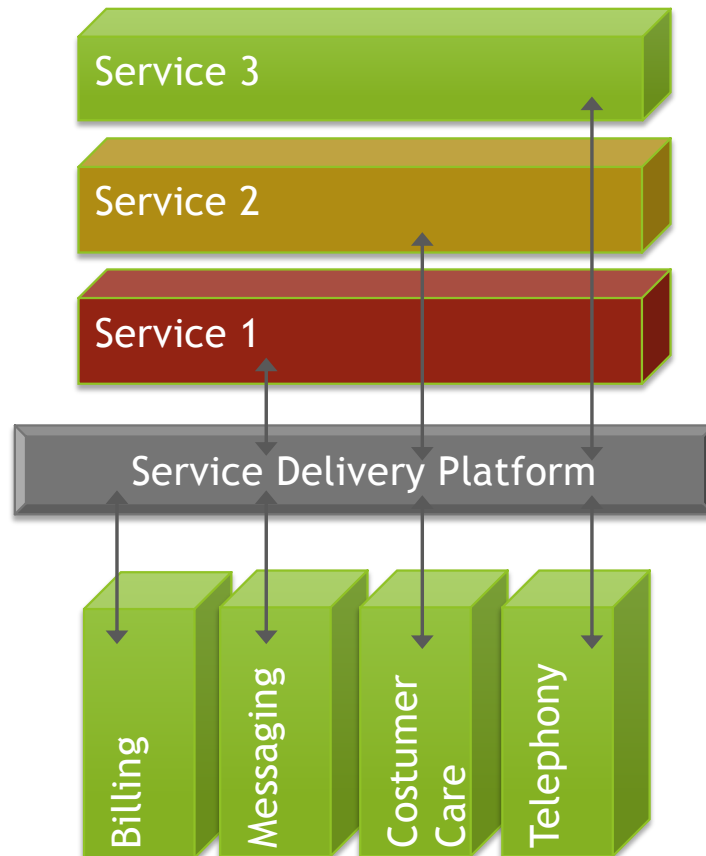 Service 3
Service 2
Service 1
Service Delivery Platform
Billing
Messaging
Costumer
Care
Telephony